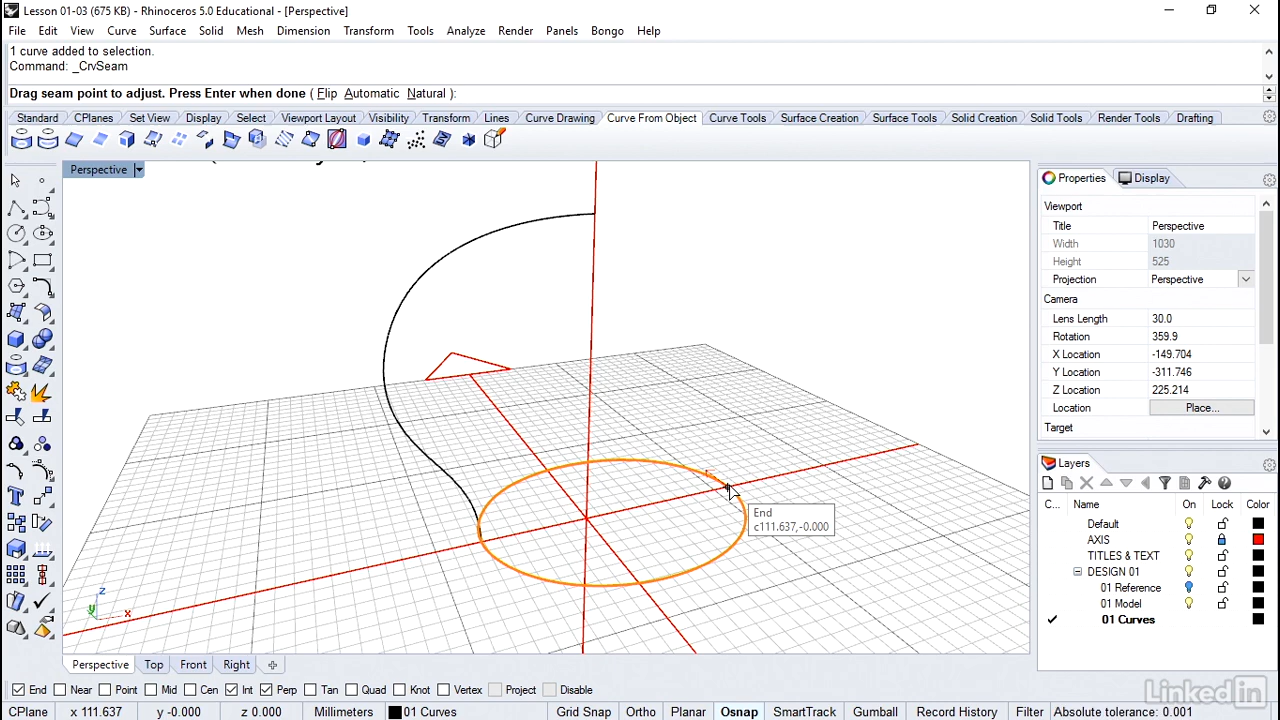 Lesson 01-03 (675 KB) - Rhinoceros 5.0 Educational - [Perspective]
File Edit View Curve Surface Solid Mesh Dimension Transform Tools Analyze Render Panels Bongo Help
1 curve added to selection.
Command: _CrvSeam
Drag seam point to adjust. Press Enter when done ( Flip Automatic Natural ):
Standard CPlanes Set View Display Select Viewport Layout Visibility Transform Lines Curve Drawing Curve From Object Curve Tools Surface Creation Surface Tools Solid Creation Solid Tools Render Tools Drafting
Perspective
Properties Display
Viewport
Title Perspective
Width 1030
Height 525
Projection Perspective
Camera
Lens Length 30.0
Rotation 359.9
X Location -149.704
Y Location -311.746
Z Location 225.214
Location Place...
Target
Layers
C... Name On Lock Color
Default
AXIS
TITLES & TEXT
DESIGN 01
01 Reference
01 Model
01 Curves
End
c111.637,-0.000
z
y x
Perspective Top Front Right
End Near Point Mid Cen Int Perp Tan Quad Knot Vertex Project Disable
CPlane x 111.637 y -0.000 z 0.000 Millimeters 01 Curves Grid Snap Ortho Planar Osnap SmartTrack Gumball Record History Filter Absolute tolerance: 0.001
LinkedIn